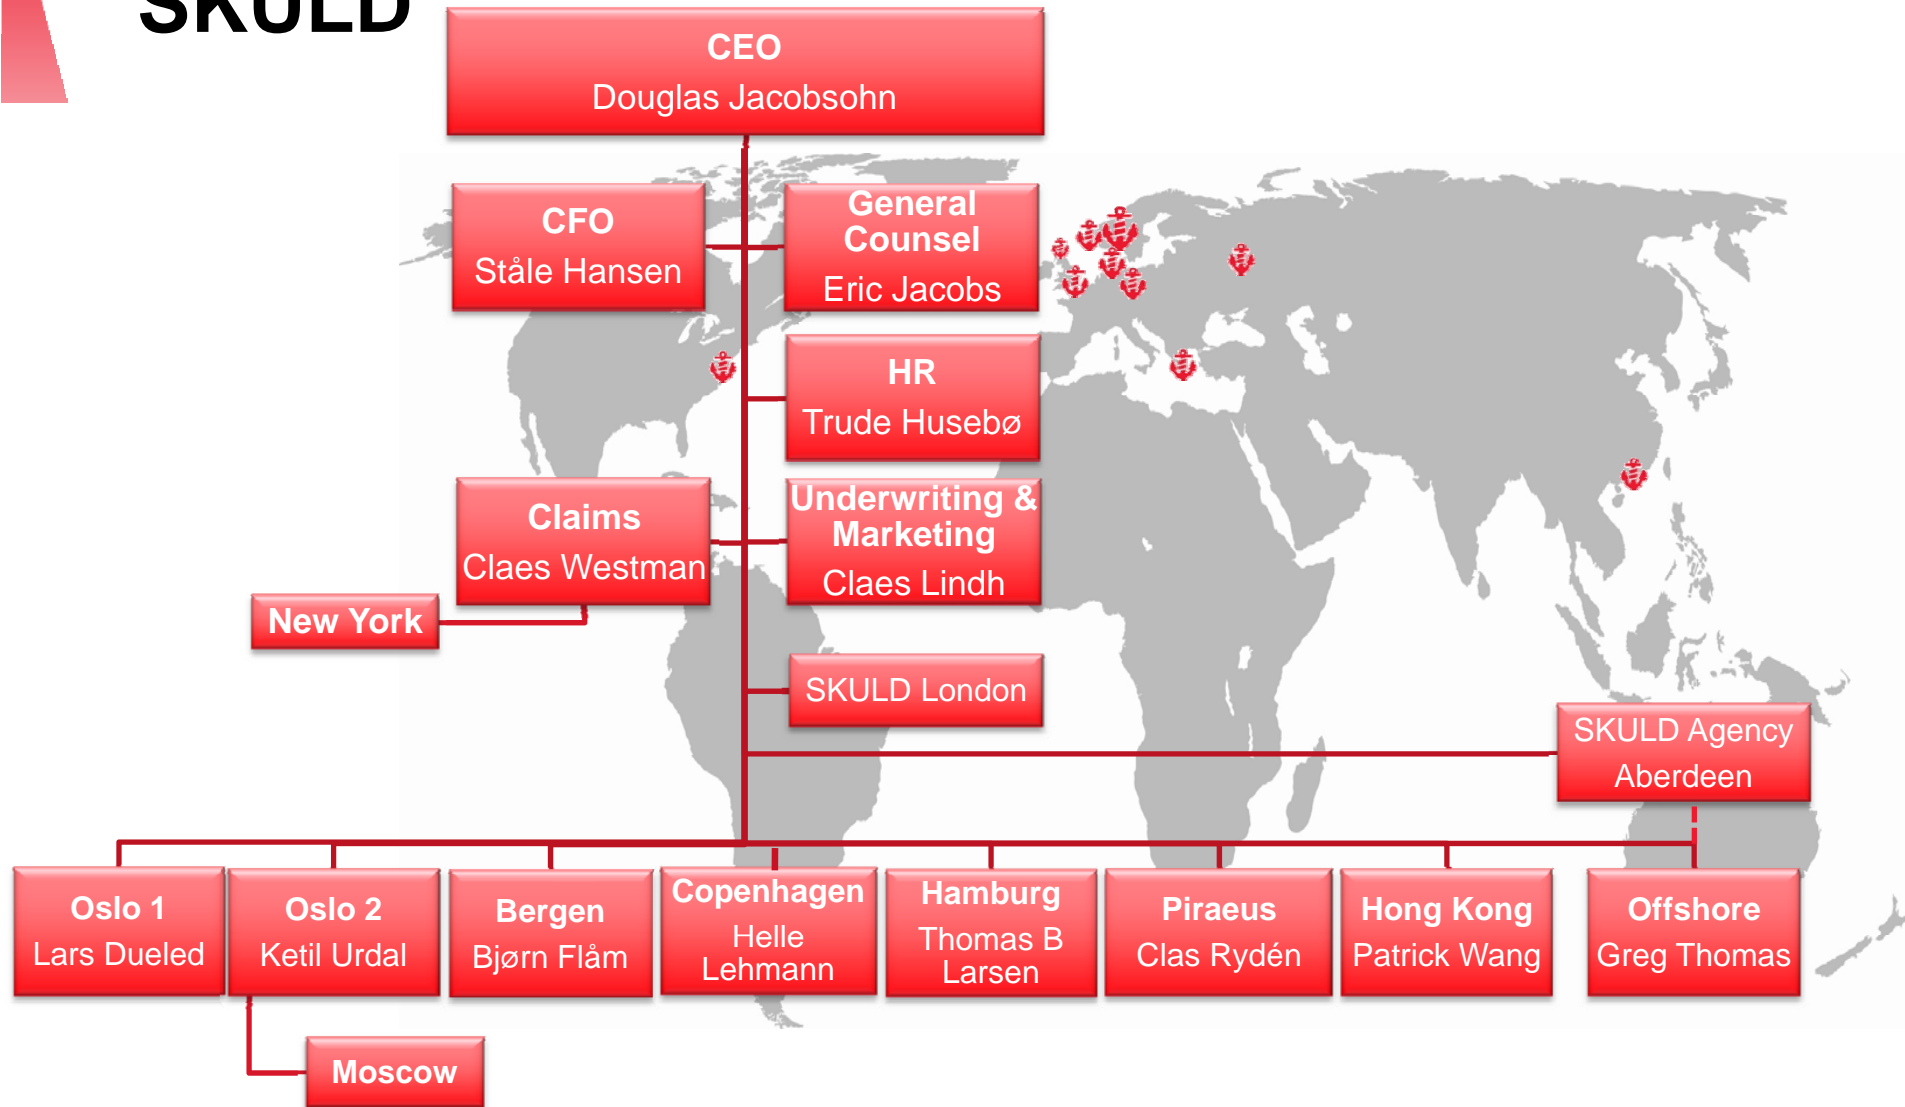 SKULD
CEO
Douglas Jacobsohn
CFO
Ståle Hansen
General
Counsel
Eric Jacobs
HR
Trude Husebø
Claims
Claes Westman
Underwriting &
Marketing
Claes Lindh
New York
SKULD London
SKULD Agency
Aberdeen
Oslo 1
Lars Dueled
Oslo 2
Ketil Urdal
Bergen
Bjørn Flåm
Copenhagen
Helle
Lehmann
Hamburg
Thomas B
Larsen
Piraeus
Clas Rydén
Hong Kong
Patrick Wang
Offshore
Greg Thomas
Moscow